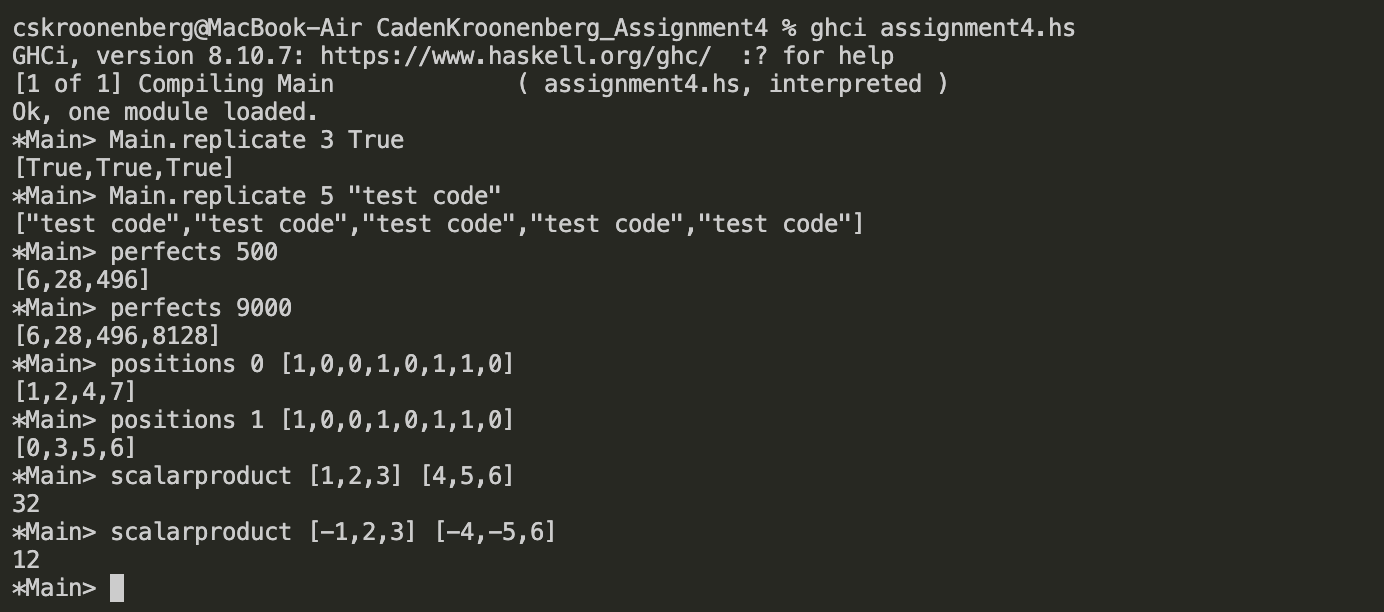 cskroonenberg@MacBook-Air CadenKroonenberg_Assignment4 % ghci assignment4.hs
GHCi, version 8.10.7: https://www.haskell.org/ghc/  :? for help
[1 of 1] Compiling Main             ( assignment4.hs, interpreted )
Ok, one module loaded.
*Main> Main.replicate 3 True
[True,True,True]
*Main> Main.replicate 5 "test code"
["test code","test code","test code","test code","test code"]
*Main> perfects 500
[6,28,496]
*Main> perfects 9000
[6,28,496,8128]
*Main> positions 0 [1,0,0,1,0,1,1,0]
[1,2,4,7]
*Main> positions 1 [1,0,0,1,0,1,1,0]
[0,3,5,6]
*Main> scalarproduct [1,2,3] [4,5,6]
32
*Main> scalarproduct [-1,2,3] [-4,-5,6]
12
*Main>